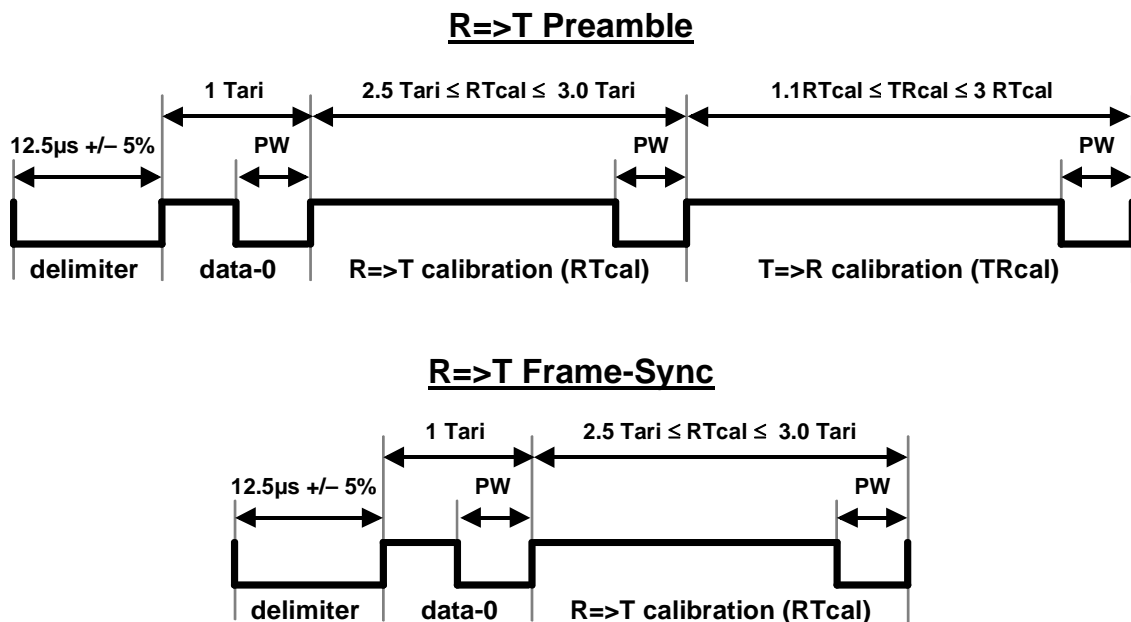 R=>T Preamble
1 Tari
2.5 Tari ≤ RTcal ≤ 3.0 Tari
1.1RTcal ≤ TRcal ≤ 3 RTcal
12.5µs +/– 5%
PW
PW
PW
delimiter
data-0
R=>T calibration (RTcal)
T=>R calibration (TRcal)
R=>T Frame-Sync
1 Tari
2.5 Tari ≤ RTcal ≤ 3.0 Tari
12.5µs +/– 5%
PW
PW
delimiter
data-0
R=>T calibration (RTcal)